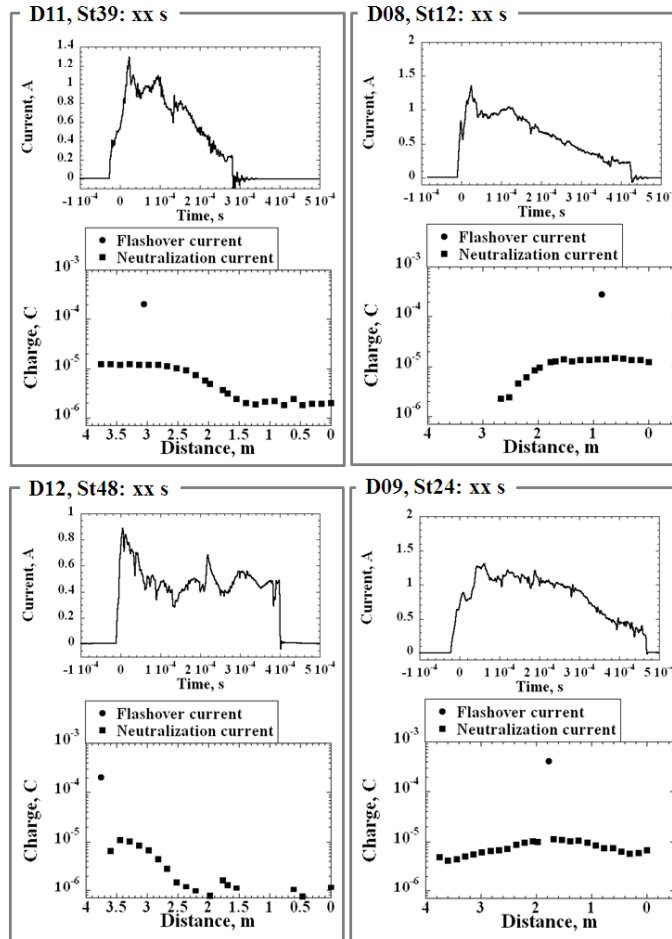 D11, St39: xx s
1.4
1.2
1
0.8
0.6
0.4
0.2
0
Current, A
-1 10⁻⁴ 0 1 10⁻⁴ 2 10⁻⁴ 3 10⁻⁴ 4 10⁻⁴ 5 10⁻⁴
Time, s
Flashover current
Neutralization current
10⁻³
10⁻⁴
10⁻⁵
10⁻⁶
Charge, C
4 3.5 3 2.5 2 1.5 1 0.5 0
Distance, m
D08, St12: xx s
2
1.5
1
0.5
0
Current, A
-1 10⁻⁴ 0 1 10⁻⁴ 2 10⁻⁴ 3 10⁻⁴ 4 10⁻⁴ 5 10⁻⁴
Time, s
Flashover current
Neutralization current
10⁻³
10⁻⁴
10⁻⁵
10⁻⁶
Charge, C
4 3 2 1 0
Distance, m
D12, St48: xx s
1
0.8
0.6
0.4
0.2
0
Current, A
-1 10⁻⁴ 0 1 10⁻⁴ 2 10⁻⁴ 3 10⁻⁴ 4 10⁻⁴ 5 10⁻⁴
Time, s
Flashover current
Neutralization current
10⁻³
10⁻⁴
10⁻⁵
10⁻⁶
Charge, C
4 3.5 3 2.5 2 1.5 1 0.5 0
Distance, m
D09, St24: xx s
2
1.5
1
0.5
0
Current, A
-1 10⁻⁴ 0 1 10⁻⁴ 2 10⁻⁴ 3 10⁻⁴ 4 10⁻⁴ 5 10⁻⁴
Time, s
Flashover current
Neutralization current
10⁻³
10⁻⁴
10⁻⁵
10⁻⁶
Charge, C
4 3 2 1 0
Distance, m